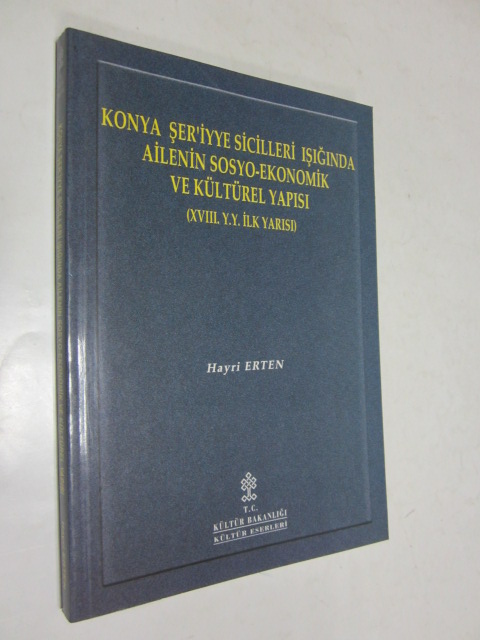 KONYA ŞER'İYYE SİCİLLERİ IŞIĞINDA
AİLENİN SOSYO-EKONOMİK
VE KÜLTÜREL YAPISI
(XVIII. Y.Y. İLK YARISI)
Hayri ERTEN
T.C.
KÜLTÜR BAKANLIĞI
KÜLTÜR ESERLERİ